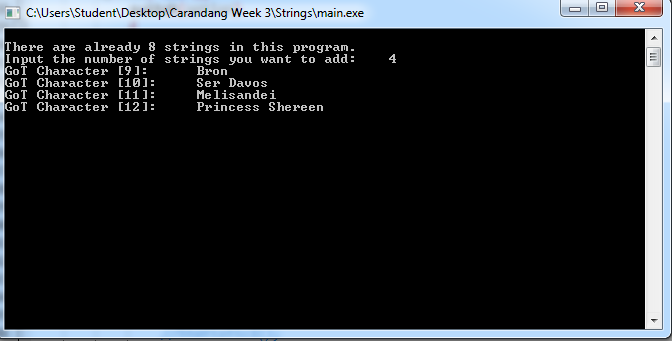 C:\Users\Student\Desktop\Carandang Week 3\Strings\main.exe
There are already 8 strings in this program.
Input the number of strings you want to add:    4
GoT Character [9]:      Bron
GoT Character [10]:     Ser Davos
GoT Character [11]:     Melisandei
GoT Character [12]:     Princess Shereen